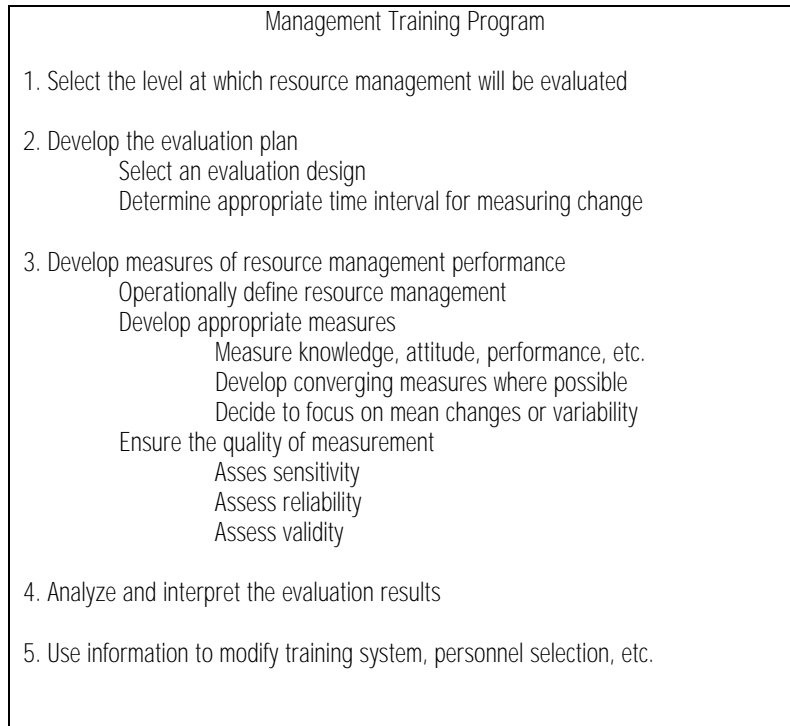 Management Training Program
1. Select the level at which resource management will be evaluated
2. Develop the evaluation plan
Select an evaluation design
Determine appropriate time interval for measuring change
3. Develop measures of resource management performance
Operationally define resource management
Develop appropriate measures
Measure knowledge, attitude, performance, etc.
Develop converging measures where possible
Decide to focus on mean changes or variability
Ensure the quality of measurement
Asses sensitivity
Assess reliability
Assess validity
4. Analyze and interpret the evaluation results
5. Use information to modify training system, personnel selection, etc.